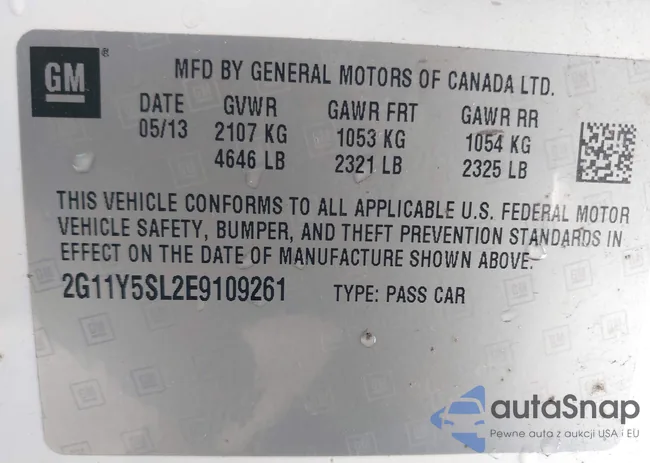 GM ®
MFD BY GENERAL MOTORS OF CANADA LTD.
DATE GVWR GAWR FRT GAWR RR
05/13 2107 KG 1053 KG 1054 KG
4646 LB 2321 LB 2325 LB
THIS VEHICLE CONFORMS TO ALL APPLICABLE U.S. FEDERAL MOTOR
VEHICLE SAFETY, BUMPER, AND THEFT PREVENTION STANDARDS IN
EFFECT ON THE DATE OF MANUFACTURE SHOWN ABOVE.
2G11Y5SL2E9109261 TYPE: PASS CAR
autaSnap
Pewne auta z aukcji USA i EU